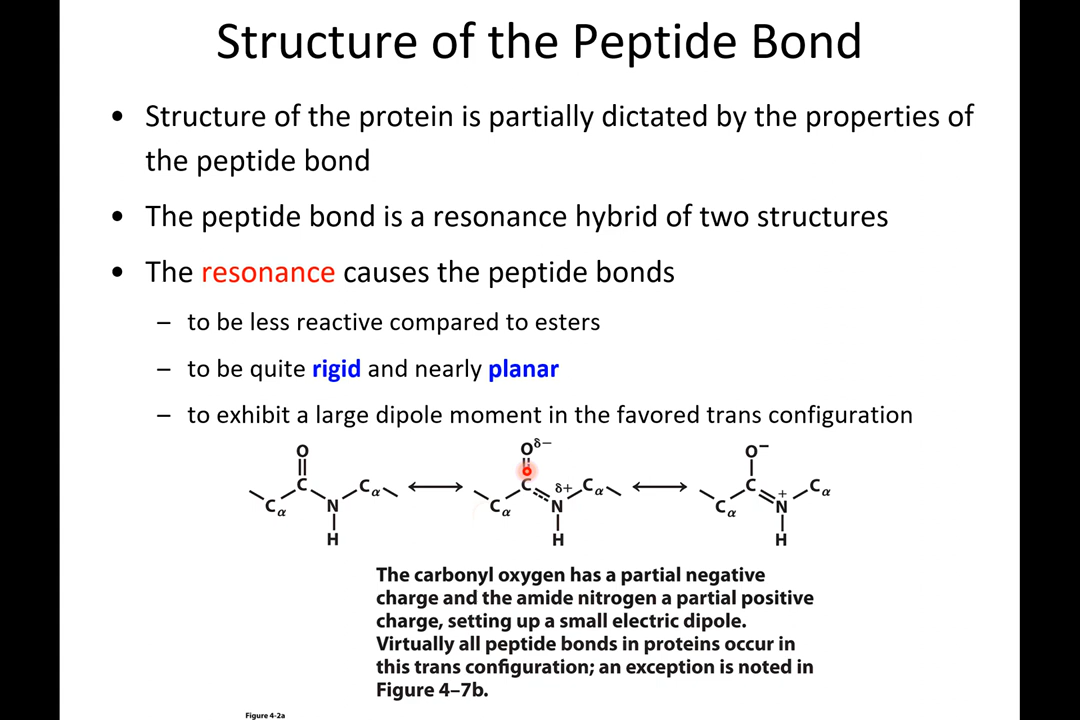 Structure of the Peptide Bond
• Structure of the protein is partially dictated by the properties of
the peptide bond
• The peptide bond is a resonance hybrid of two structures
• The resonance causes the peptide bonds
– to be less reactive compared to esters
– to be quite rigid and nearly planar
– to exhibit a large dipole moment in the favored trans configuration
O Oδ− O−
C Cα C δ+ Cα C + Cα
Cα N Cα N Cα N
H H H
The carbonyl oxygen has a partial negative
charge and the amide nitrogen a partial positive
charge, setting up a small electric dipole.
Virtually all peptide bonds in proteins occur in
this trans configuration; an exception is noted in
Figure 4–7b.
Figure 4-2a